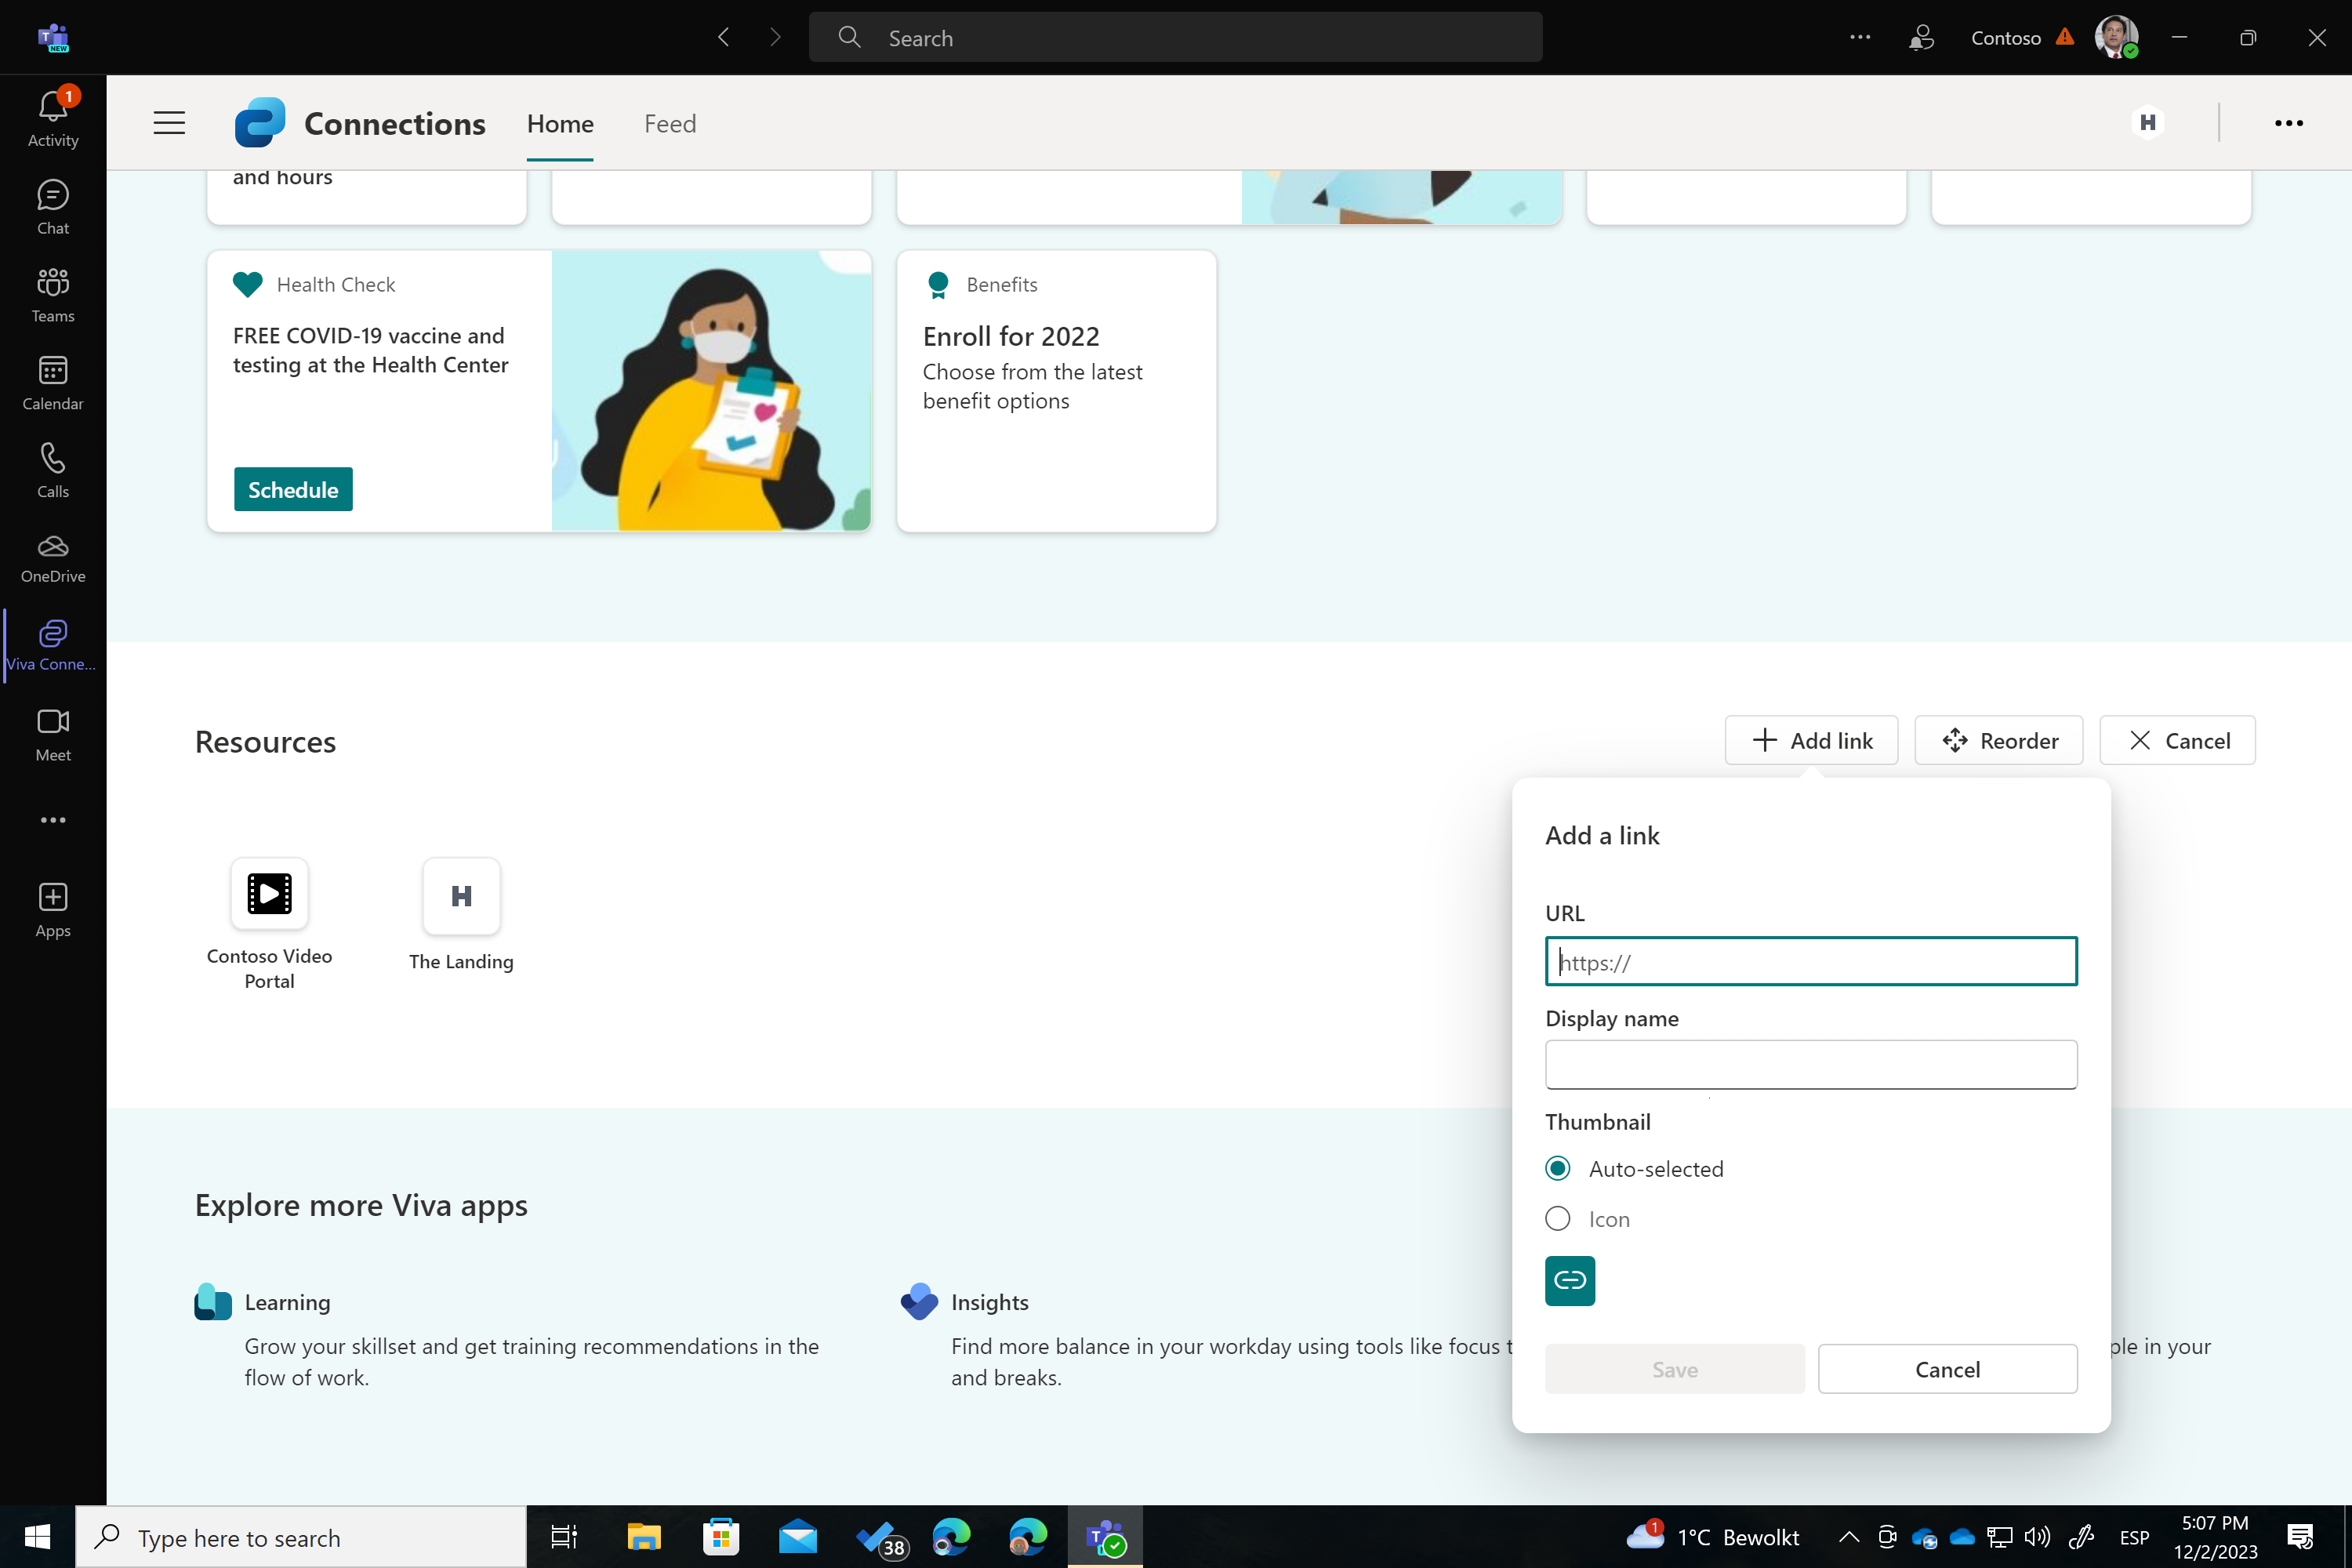 NEW
Search
Contoso
1
Activity
Chat
Teams
Calendar
Calls
OneDrive
Viva Conne...
Meet
Apps
Connections
Home
Feed
H
and hours
Health Check
FREE COVID-19 vaccine and
testing at the Health Center
Schedule
Benefits
Enroll for 2022
Choose from the latest
benefit options
Resources
Add link
Reorder
Cancel
Contoso Video
Portal
H
The Landing
Add a link
URL
https://
Display name
Thumbnail
Auto-selected
Icon
Save
Cancel
Explore more Viva apps
Learning
Grow your skillset and get training recommendations in the
flow of work.
Insights
Find more balance in your workday using tools like focus t
and breaks.
ple in your
Type here to search
38
1
1°C Bewolkt
ESP
5:07 PM
12/2/2023